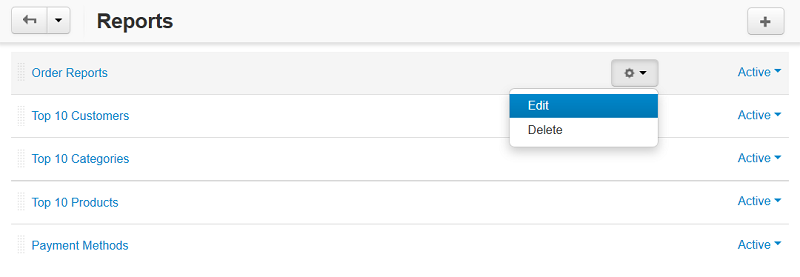 Reports
Order Reports Active
Edit
Top 10 Customers Active
Delete
Top 10 Categories Active
Top 10 Products Active
Payment Methods Active